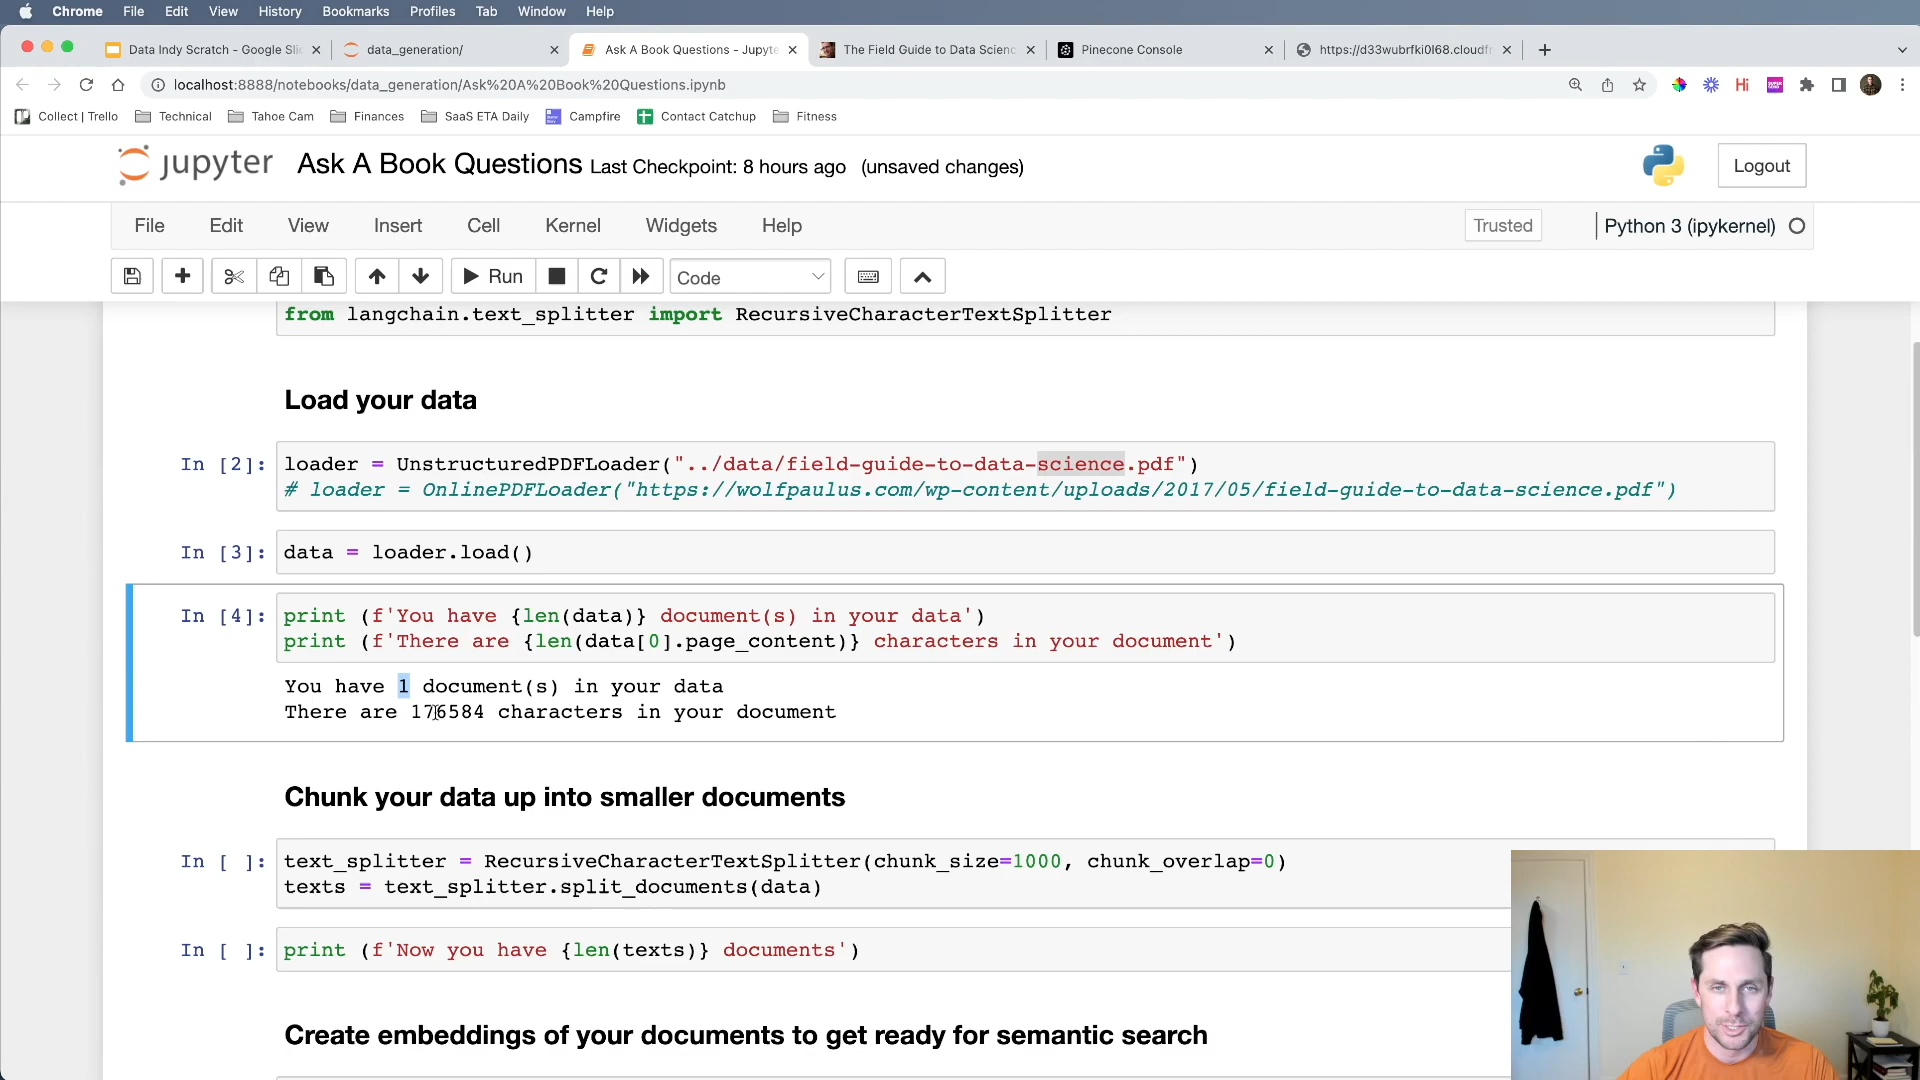 Chrome File Edit View History Bookmarks Profiles Tab Window Help
Data Indy Scratch - Google Slic data_generation/ Ask A Book Questions - Jupyte The Field Guide to Data Scienc Pinecone Console https://d33wubrfki0l68.cloudfr
localhost:8888/notebooks/data_generation/Ask%20A%20Book%20Questions.ipynb Hi
Collect | Trello Technical Tahoe Cam Finances SaaS ETA Daily Campfire Contact Catchup Fitness
jupyter Ask A Book Questions Last Checkpoint: 8 hours ago (unsaved changes) Logout
File Edit View Insert Cell Kernel Widgets Help Trusted Python 3 (ipykernel)
Run Code
from langchain.text_splitter import RecursiveCharacterTextSplitter
Load your data
In [2]: loader = UnstructuredPDFLoader("../data/field-guide-to-data-science.pdf")
# loader = OnlinePDFLoader("https://wolfpaulus.com/wp-content/uploads/2017/05/field-guide-to-data-science.pdf")
In [3]: data = loader.load()
In [4]: print (f'You have {len(data)} document(s) in your data')
print (f'There are {len(data[0].page_content)} characters in your document')
You have 1 document(s) in your data
There are 176584 characters in your document
Chunk your data up into smaller documents
In [ ]: text_splitter = RecursiveCharacterTextSplitter(chunk_size=1000, chunk_overlap=0)
texts = text_splitter.split_documents(data)
In [ ]: print (f'Now you have {len(texts)} documents')
Create embeddings of your documents to get ready for semantic search